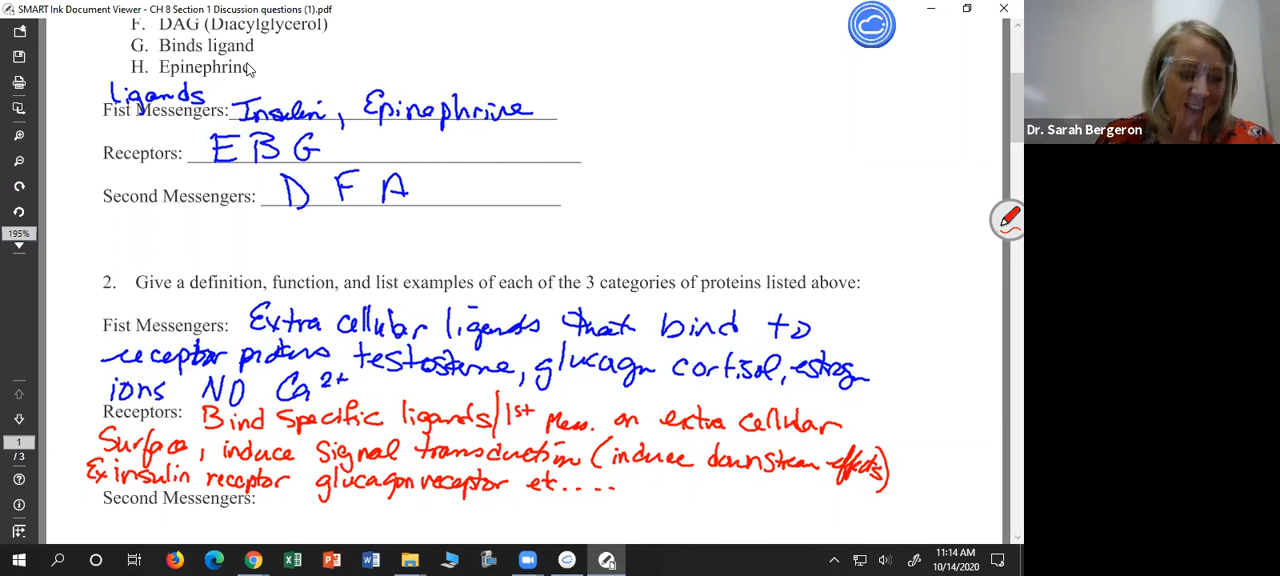 SMART Ink Document Viewer - CH 8 Section 1 Discussion questions (1).pdf
F. DAG (Diacylglycerol)
G. Binds ligand
H. Epinephrine
Ligands
Fist Messengers: Insulin, Epinephrine
Receptors: E B G
Second Messengers: D F A
2. Give a definition, function, and list examples of each of the 3 categories of proteins listed above:
Fist Messengers: Extra cellular ligands that bind to
receptor proteins testosterone, glucagon cortisol, estrogen
ions NO Ca2+
Receptors: Bind specific ligands/1st Mess. on extra cellular
Surface, induce signal transduction (induce downstream effects)
Ex insulin receptor glucagon receptor et.....
Second Messengers:
Dr. Sarah Bergeron
195%
1
/ 3
11:14 AM
10/14/2020